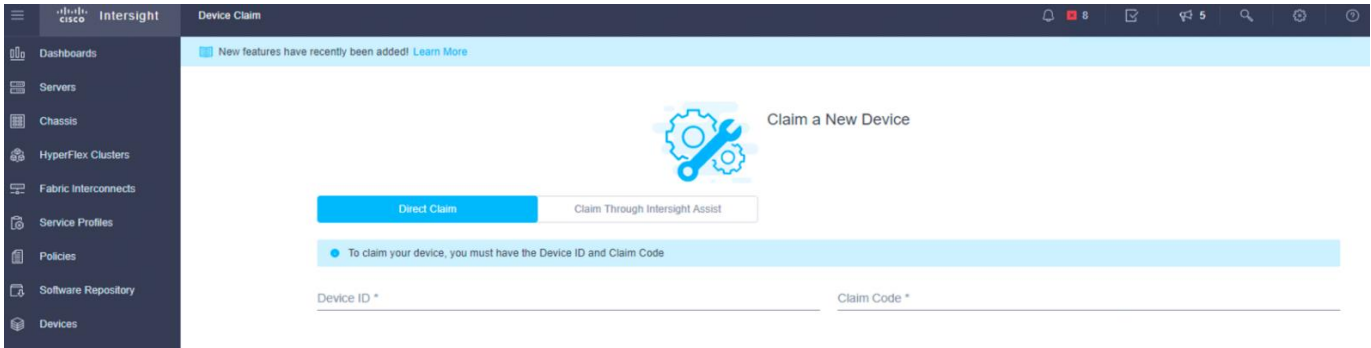 cisco Intersight
Device Claim
8
5
Dashboards
Servers
Chassis
HyperFlex Clusters
Fabric Interconnects
Service Profiles
Policies
Software Repository
Devices
New features have recently been added! Learn More
Claim a New Device
Direct Claim
Claim Through Intersight Assist
To claim your device, you must have the Device ID and Claim Code
Device ID *
Claim Code *